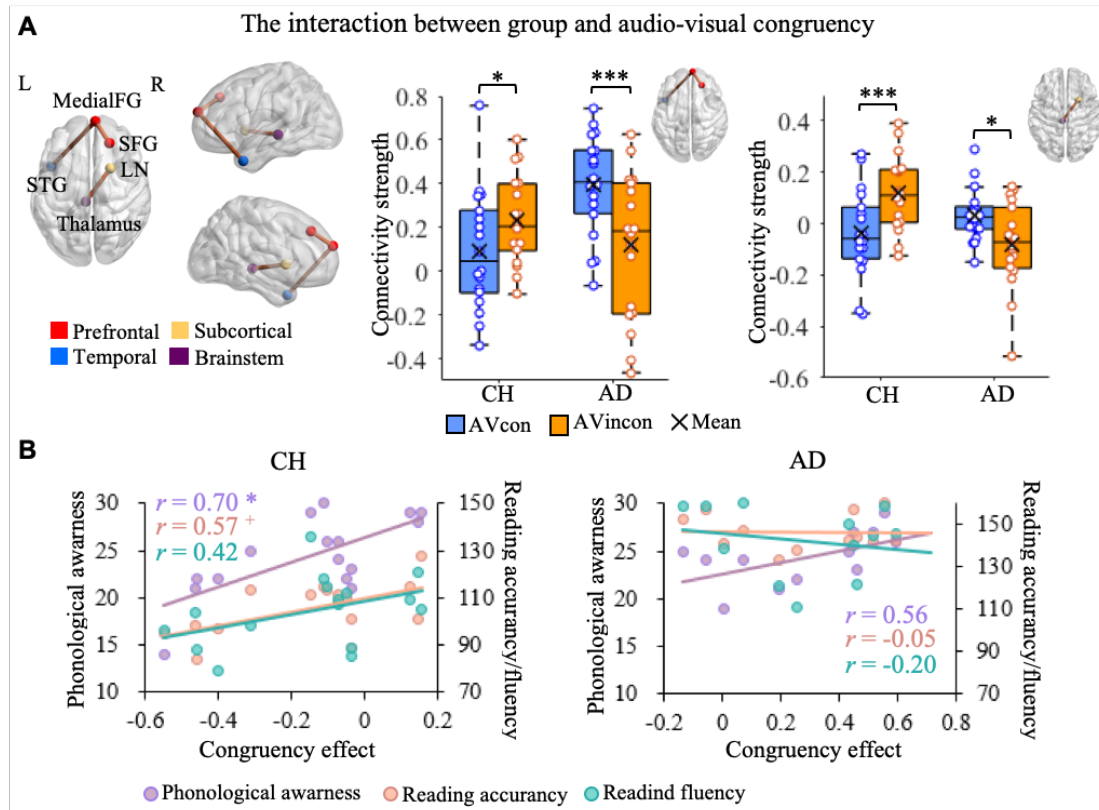 The interaction between group and audio-visual congruency
A
L
R
MedialFG
SFG
LN
STG
Thalamus
Prefrontal
Subcortical
Temporal
Brainstem
Connectivity strength
0.8
0.6
0.4
0.2
0
-0.2
-0.4
*
***
CH
AD
Connectivity strength
0.4
0.2
0
-0.2
-0.4
-0.6
***
*
CH
AD
AVcon
AVincon
Mean
B
CH
Phonological awarness
30
25
20
15
10
r = 0.70 *
r = 0.57 +
r = 0.42
150
130
110
90
70
Reading accurancy/fluency
-0.6
-0.4
-0.2
0
0.2
Congruency effect
AD
Phonological awarness
30
25
20
15
10
r = 0.56
r = -0.05
r = -0.20
150
130
110
90
70
Reading accurancy/fluency
-0.2
0
0.2
0.4
0.6
0.8
Congruency effect
Phonological awarness
Reading accurancy
Readind fluency